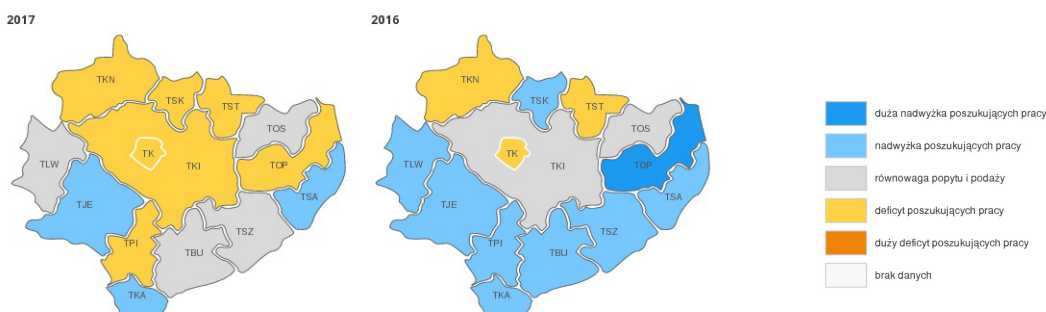 2017
TKN
TSK
TST
TOS
TLW
TK
TKI
TOP
TJE
TSA
TPI
TSZ
TBU
TKA
2016
TKN
TSK
TST
TOS
TLW
TK
TKI
TOP
TJE
TSA
TPI
TSZ
TBU
TKA
duża nadwyżka poszukujących pracy
nadwyżka poszukujących pracy
równowaga popytu i podaży
deficyt poszukujących pracy
duży deficyt poszukujących pracy
brak danych